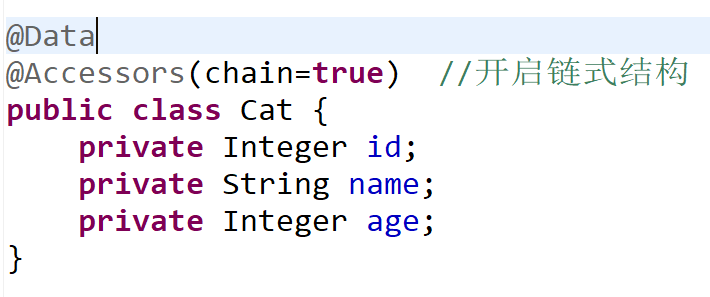 @Data
@Accessors(chain=true)  //开启链式结构
public class Cat {
    private Integer id;
    private String name;
    private Integer age;
}